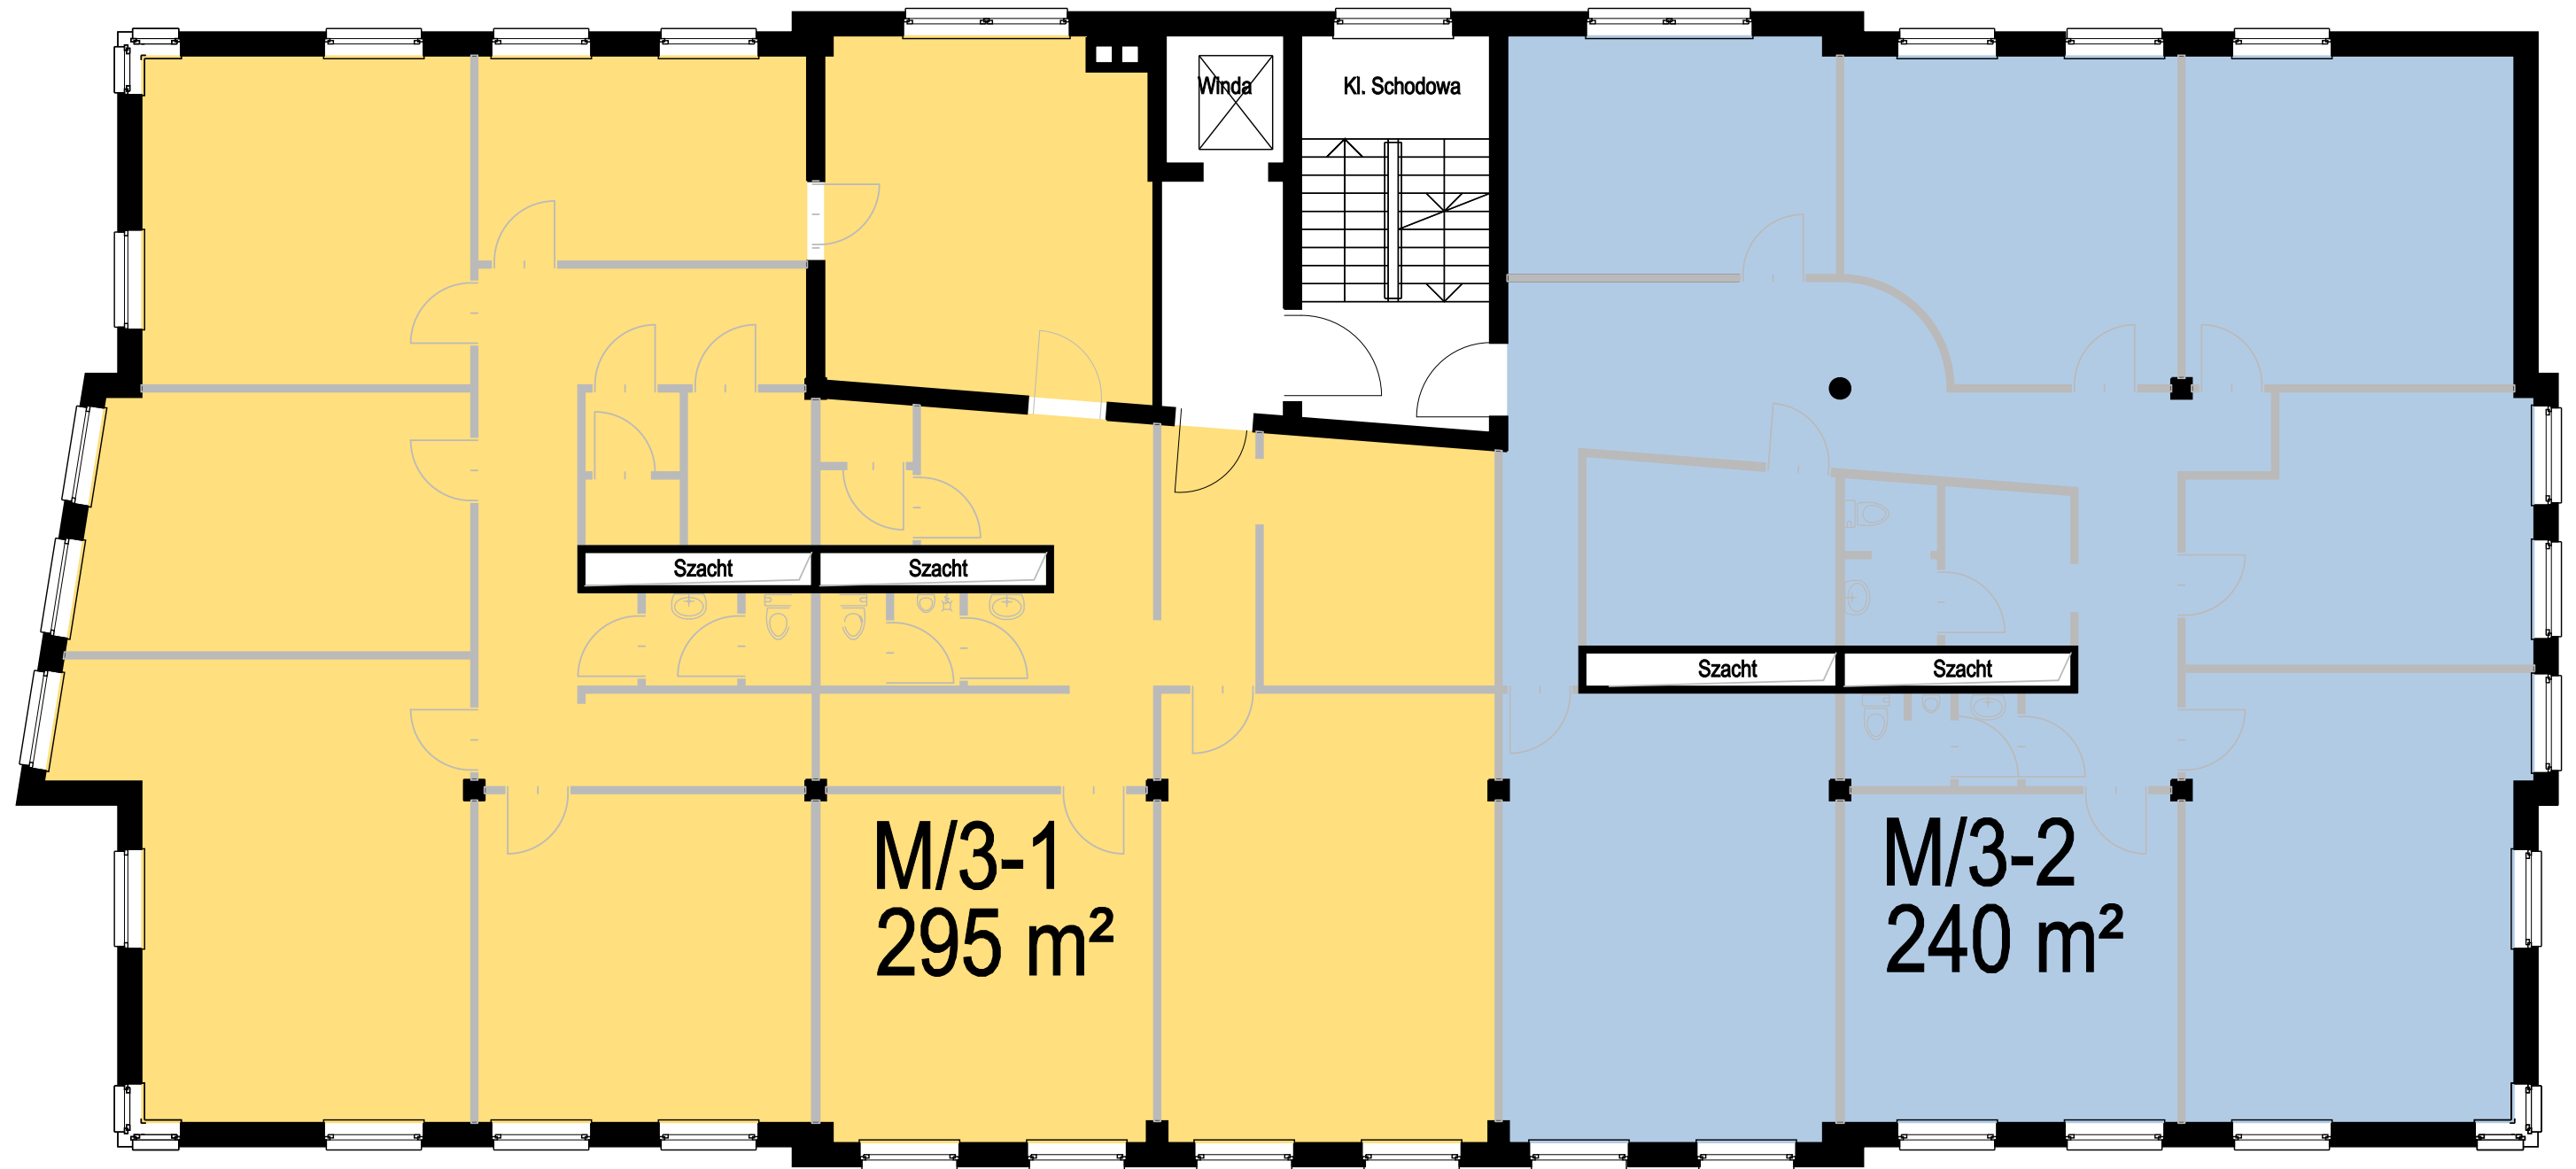 Winda
Kl. Schodowa
Szacht
Szacht
Szacht
Szacht
M/3-1
295 m²
M/3-2
240 m²